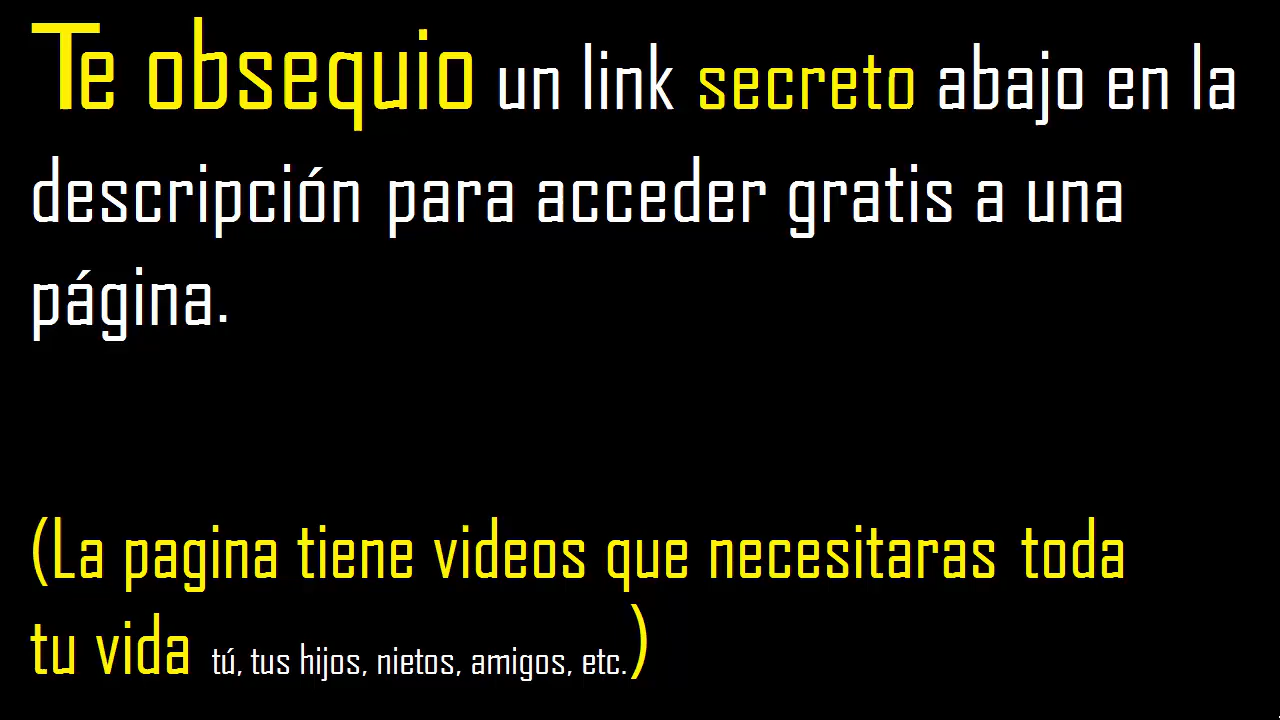 Te obsequio un link secreto abajo en la
descripción para acceder gratis a una
página.
(La pagina tiene videos que necesitaras toda
tu vida tú, tus hijos, nietos, amigos, etc.)